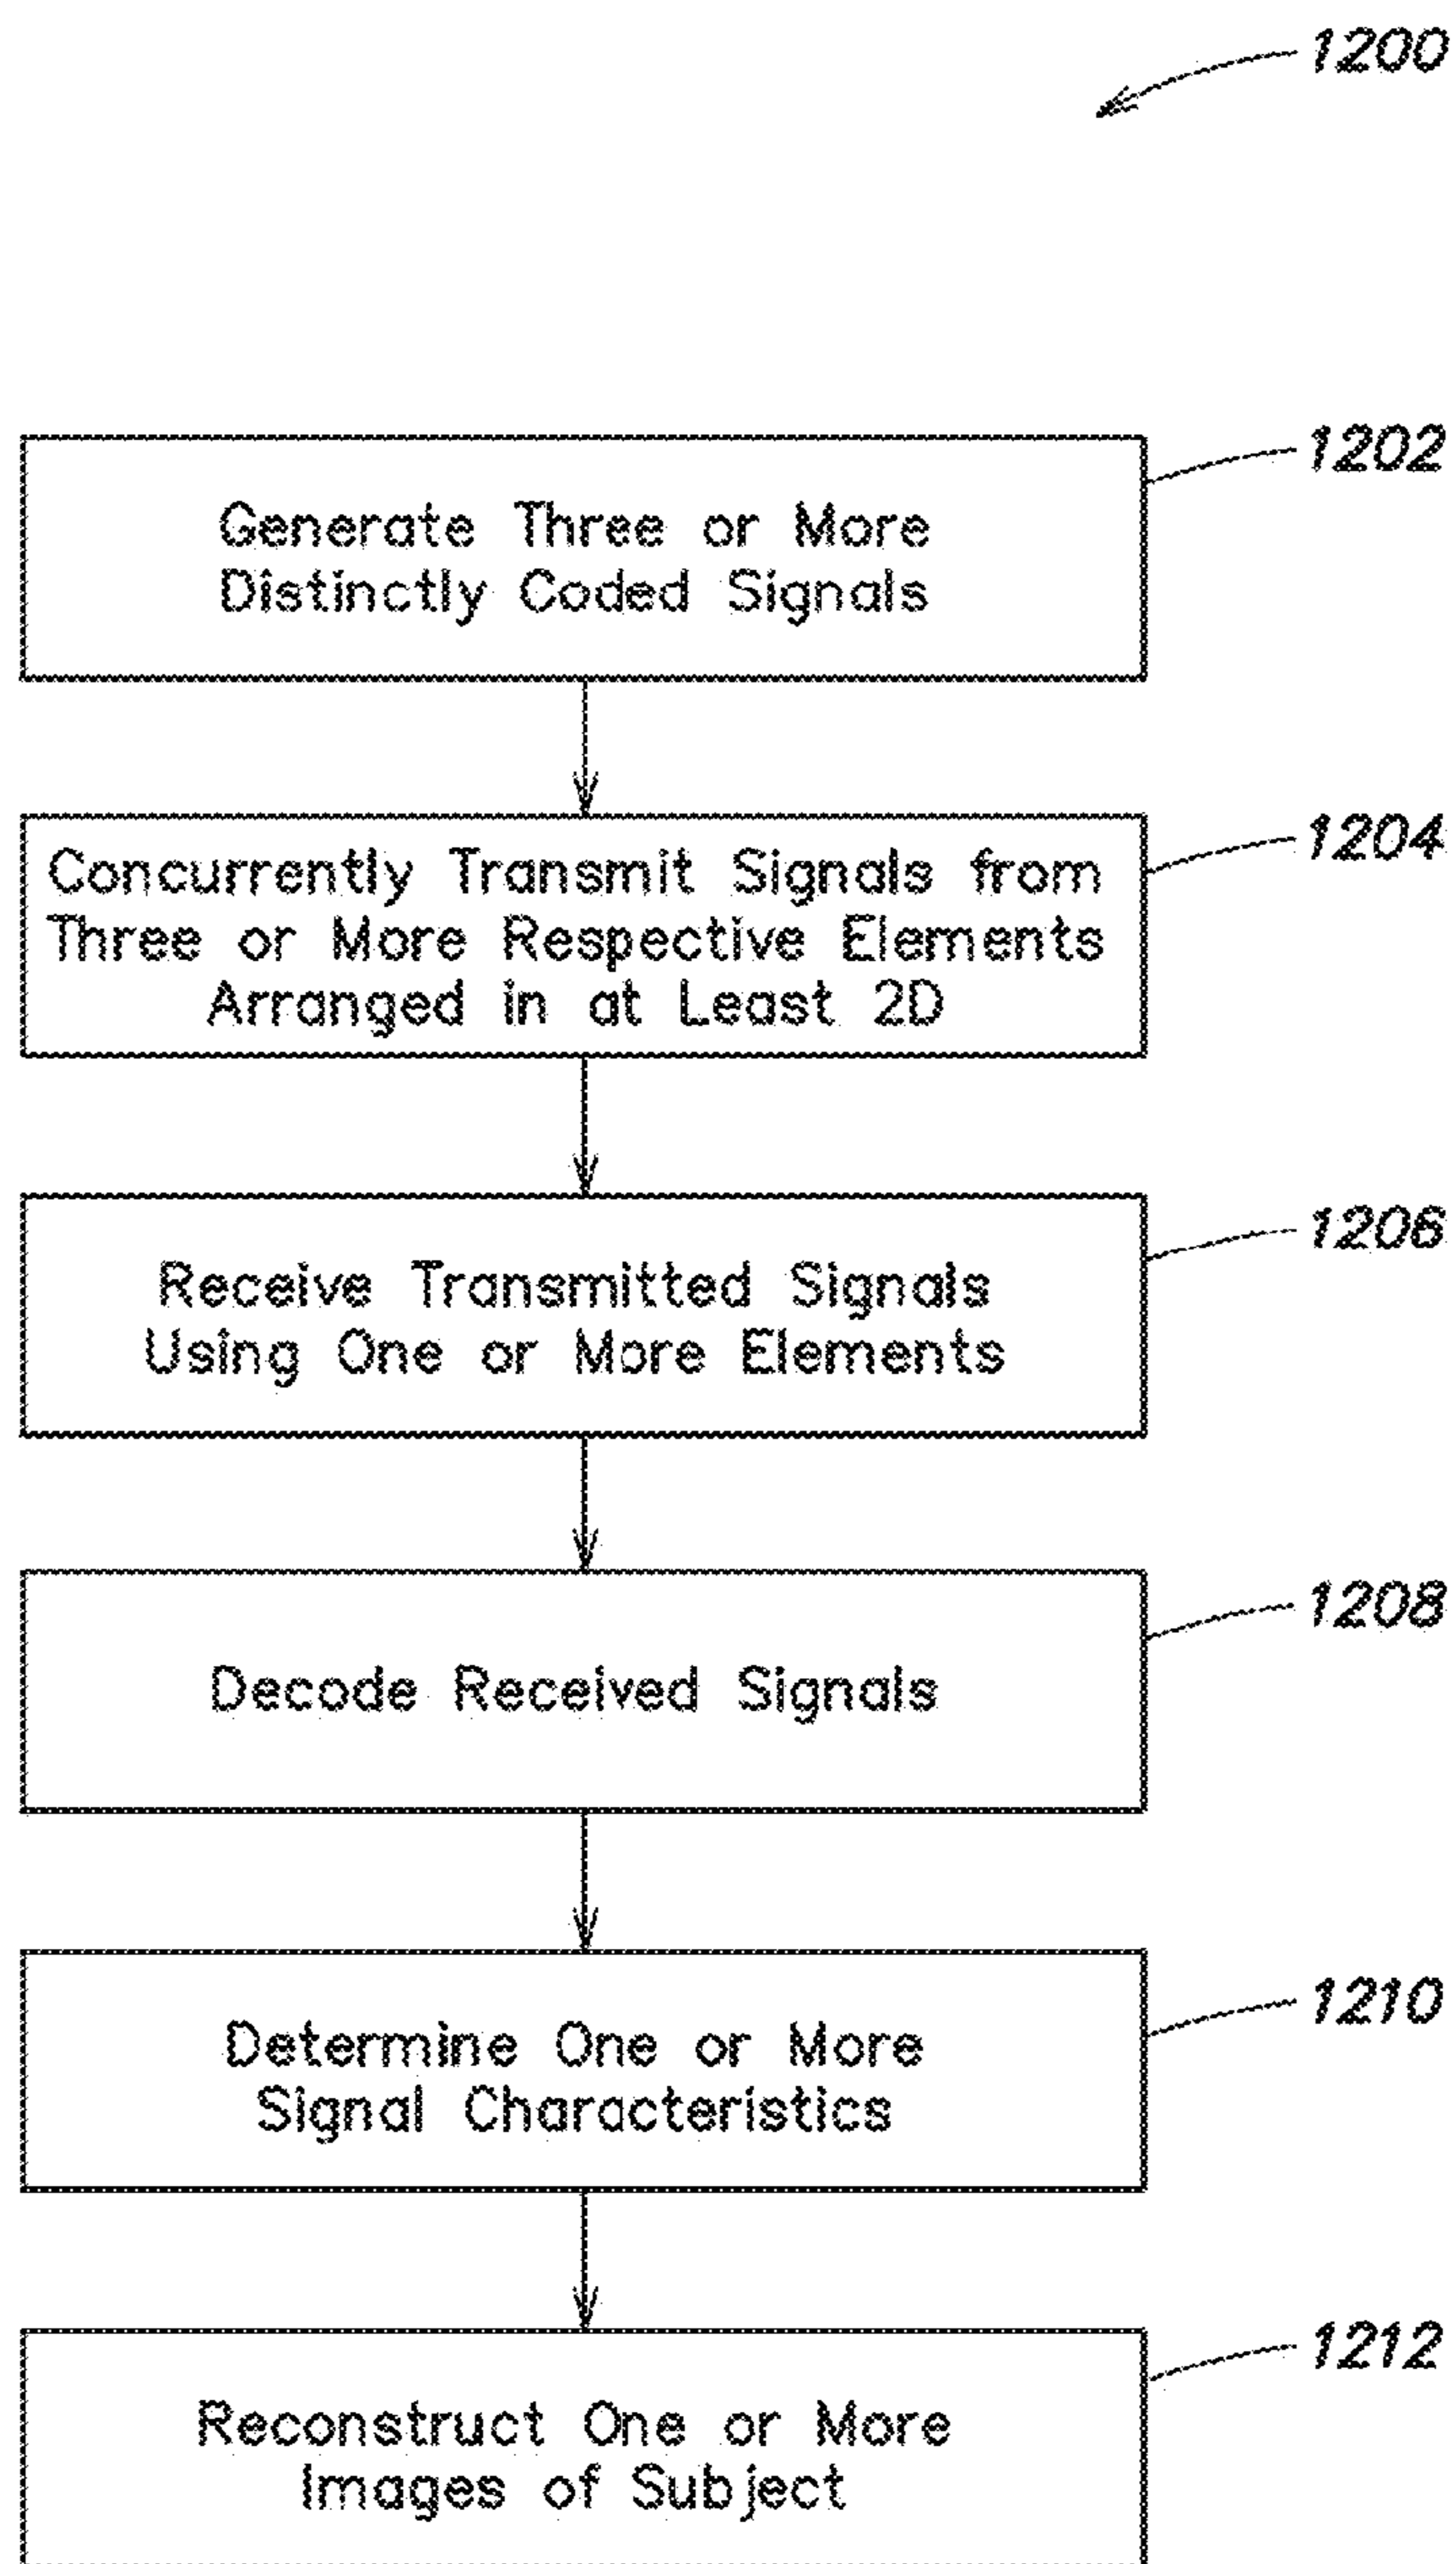 1200
1202
Generate Three or More
Distinctly Coded Signals
1204
Concurrently Transmit Signals from
Three or More Respective Elements
Arranged in at Least 2D
1206
Receive Transmitted Signals
Using One or More Elements
1208
Decode Received Signals
1210
Determine One or More
Signal Characteristics
1212
Reconstruct One or More
Images of Subject